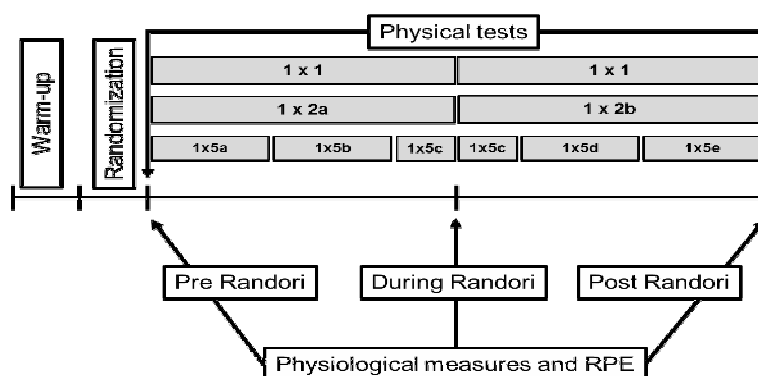 Physical tests
Warm-up
Randomization
1 x 1 1 x 1
1 x 2a 1 x 2b
1x5a 1x5b 1x5c 1x5c 1x5d 1x5e
Pre Randori During Randori Post Randori
Physiological measures and RPE